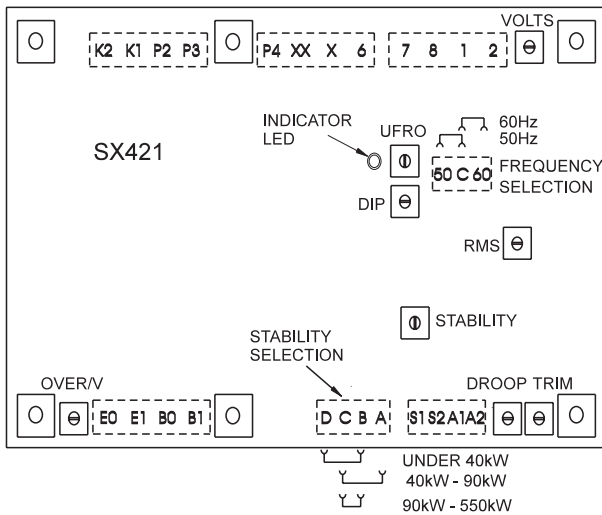 VOLTS
K2 K1 P2 P3 P4 XX X 6 7 8 1 2
INDICATOR
LED
UFRO
60Hz
50Hz
SX421
50 C 60
FREQUENCY
SELECTION
DIP
RMS
STABILITY
STABILITY
SELECTION
OVER/V
DROOP TRIM
E0 E1 B0 B1
D C B A
S1 S2 A1 A2
UNDER 40kW
40kW - 90kW
90kW - 550kW